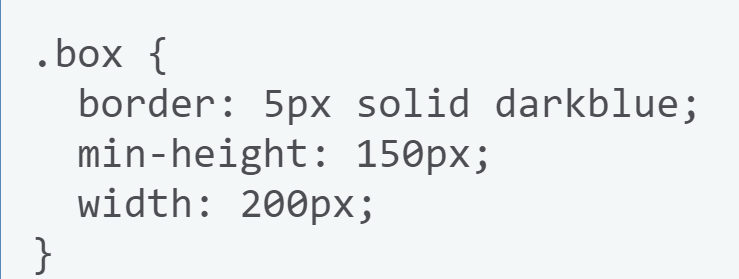 .box {
  border: 5px solid darkblue;
  min-height: 150px;
  width: 200px;
}